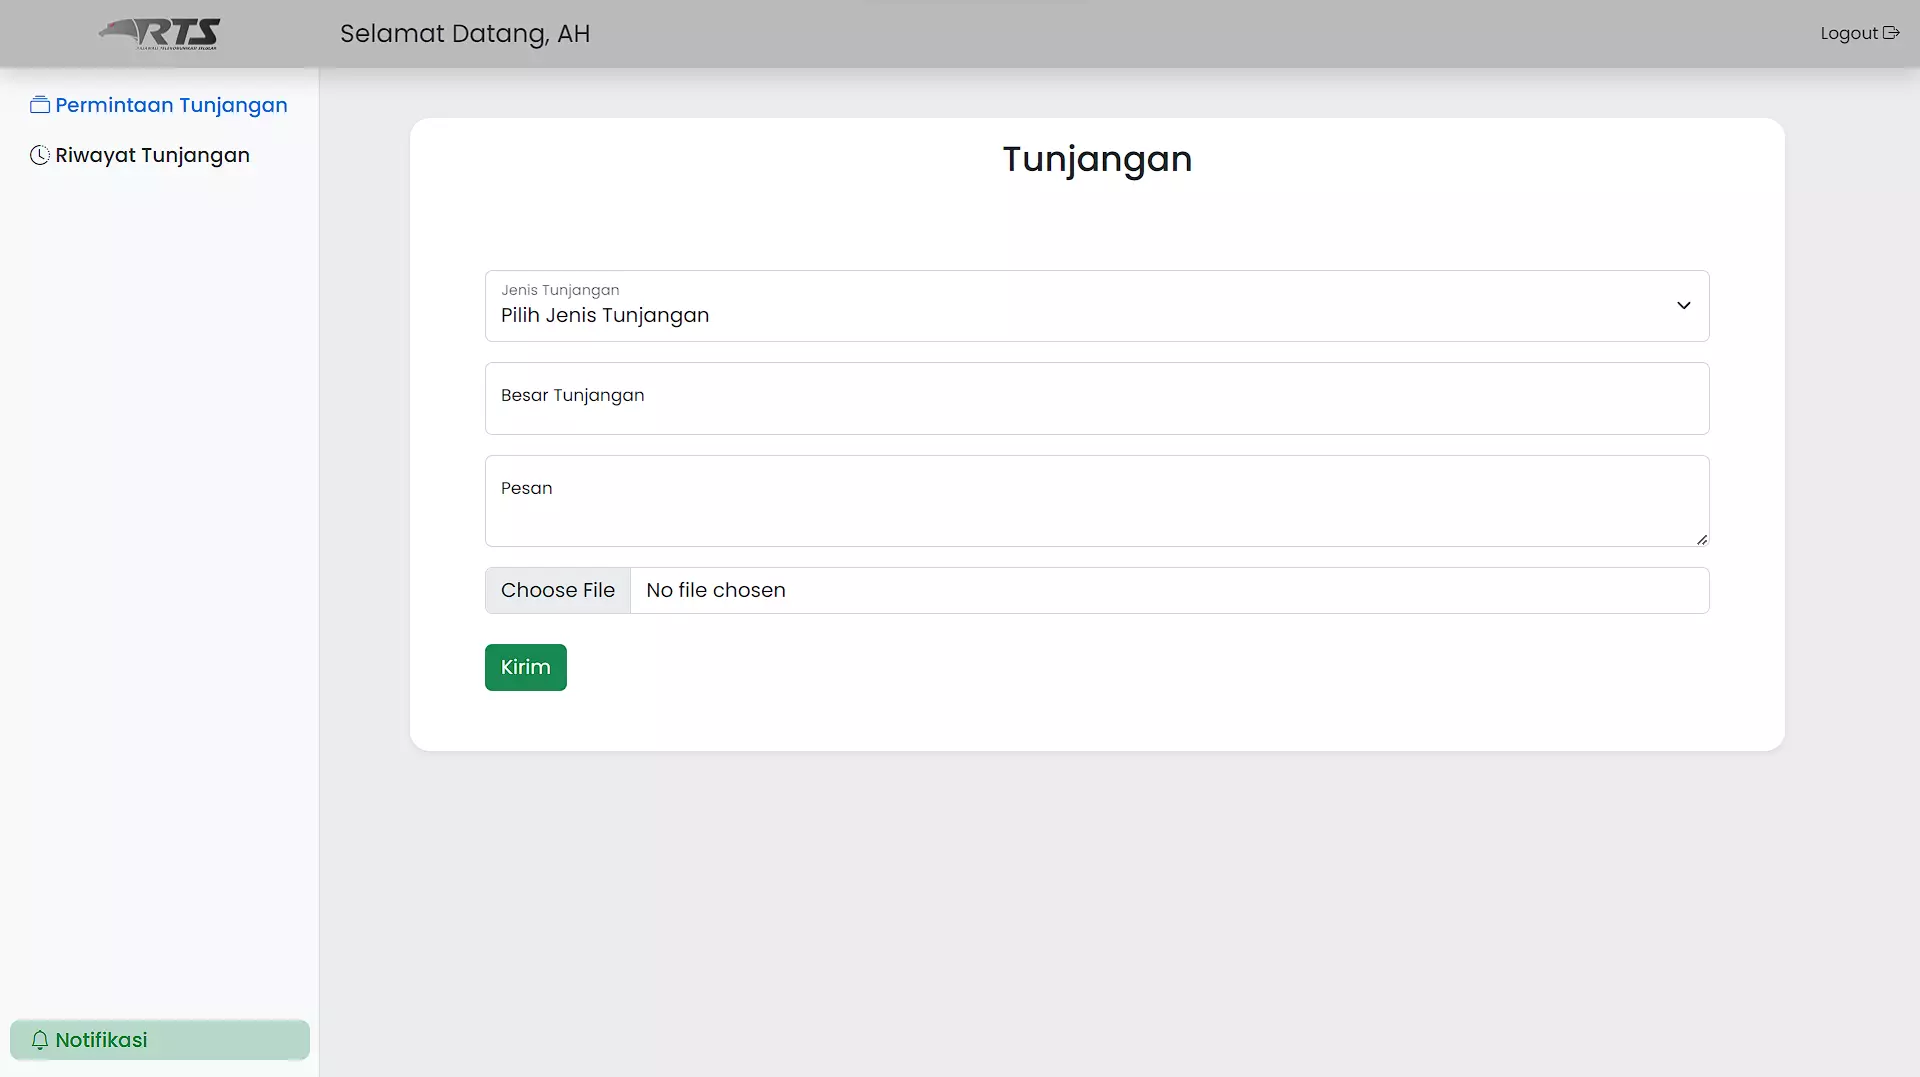 RTS
Selamat Datang, AH
Logout
Permintaan Tunjangan
Riwayat Tunjangan
Tunjangan
Jenis Tunjangan
Pilih Jenis Tunjangan
Besar Tunjangan
Pesan
Choose File
No file chosen
Kirim
Notifikasi